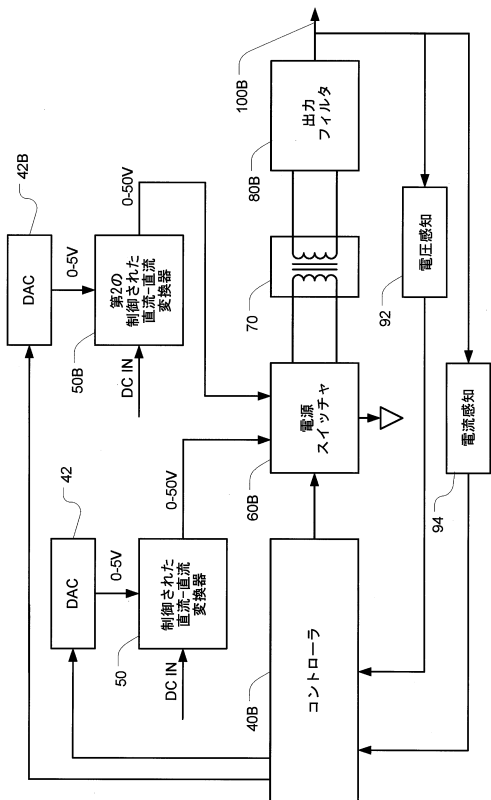 42B
DAC
0-5V
第2の
制御された
直流-直流
変換器
50B
DC IN
0-50V
42
DAC
0-5V
制御された
直流-直流
変換器
50
DC IN
0-50V
コントローラ
40B
電源
スイッチャ
60B
70
出力
フィルタ
80B
100B
電圧感知
92
電流感知
94